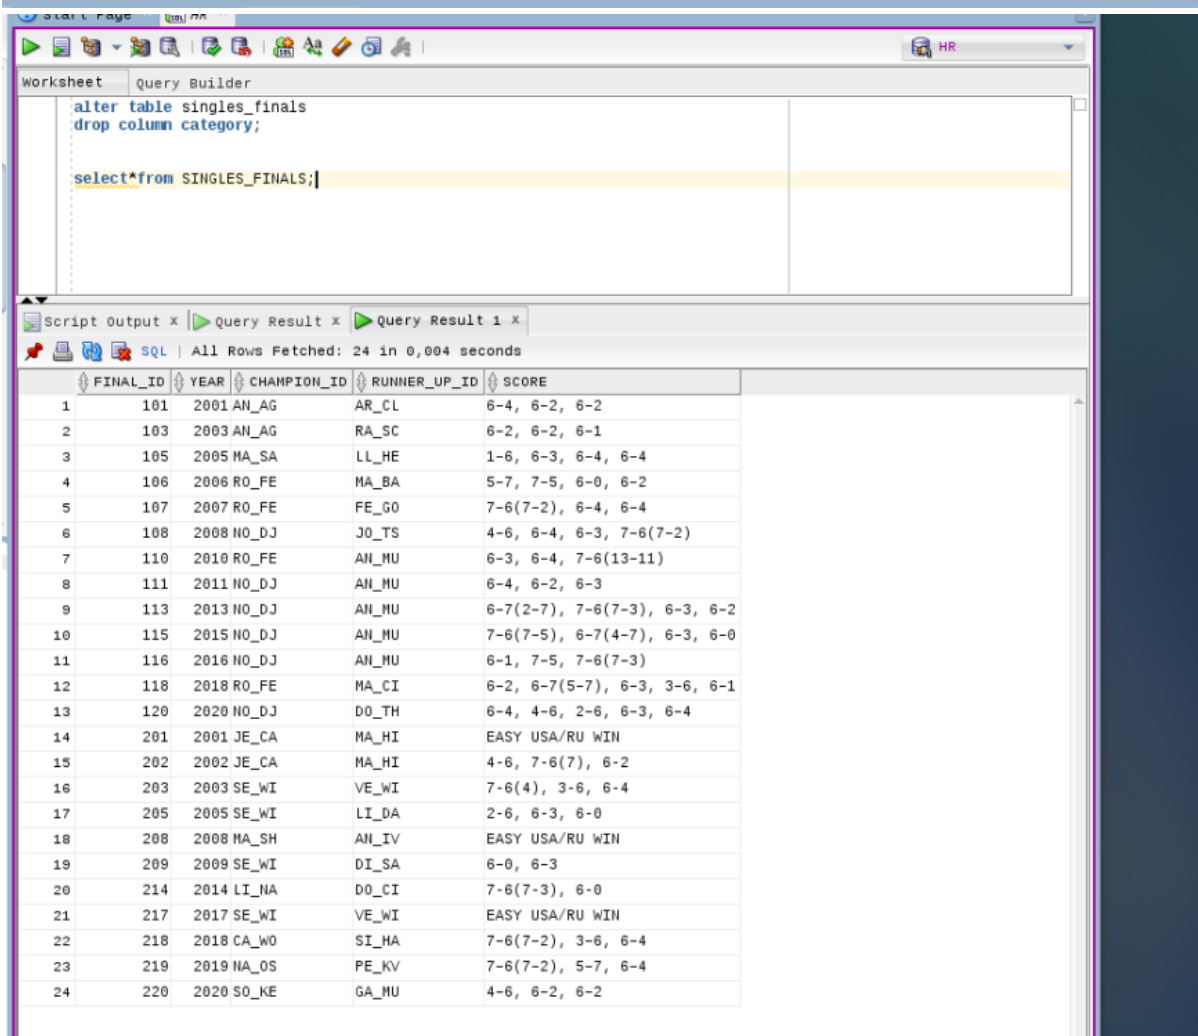 Start Page HR
HR
Worksheet Query Builder
alter table singles_finals
drop column category;
select*from SINGLES_FINALS;
Script Output x Query Result x Query Result 1 x
SQL | All Rows Fetched: 24 in 0,004 seconds
FINAL_ID YEAR CHAMPION_ID RUNNER_UP_ID SCORE
1 101 2001 AN_AG AR_CL 6-4, 6-2, 6-2
2 103 2003 AN_AG RA_SC 6-2, 6-2, 6-1
3 105 2005 MA_SA LL_HE 1-6, 6-3, 6-4, 6-4
4 106 2006 RO_FE MA_BA 5-7, 7-5, 6-0, 6-2
5 107 2007 RO_FE FE_GO 7-6(7-2), 6-4, 6-4
6 108 2008 NO_DJ JO_TS 4-6, 6-4, 6-3, 7-6(7-2)
7 110 2010 RO_FE AN_MU 6-3, 6-4, 7-6(13-11)
8 111 2011 NO_DJ AN_MU 6-4, 6-2, 6-3
9 113 2013 NO_DJ AN_MU 6-7(2-7), 7-6(7-3), 6-3, 6-2
10 115 2015 NO_DJ AN_MU 7-6(7-5), 6-7(4-7), 6-3, 6-0
11 116 2016 NO_DJ AN_MU 6-1, 7-5, 7-6(7-3)
12 118 2018 RO_FE MA_CI 6-2, 6-7(5-7), 6-3, 3-6, 6-1
13 120 2020 NO_DJ DO_TH 6-4, 4-6, 2-6, 6-3, 6-4
14 201 2001 JE_CA MA_HI EASY USA/RU WIN
15 202 2002 JE_CA MA_HI 4-6, 7-6(7), 6-2
16 203 2003 SE_WI VE_WI 7-6(4), 3-6, 6-4
17 205 2005 SE_WI LI_DA 2-6, 6-3, 6-0
18 208 2008 MA_SH AN_IV EASY USA/RU WIN
19 209 2009 SE_WI DI_SA 6-0, 6-3
20 214 2014 LI_NA DO_CI 7-6(7-3), 6-0
21 217 2017 SE_WI VE_WI EASY USA/RU WIN
22 218 2018 CA_WO SI_HA 7-6(7-2), 3-6, 6-4
23 219 2019 NA_OS PE_KV 7-6(7-2), 5-7, 6-4
24 220 2020 SO_KE GA_MU 4-6, 6-2, 6-2